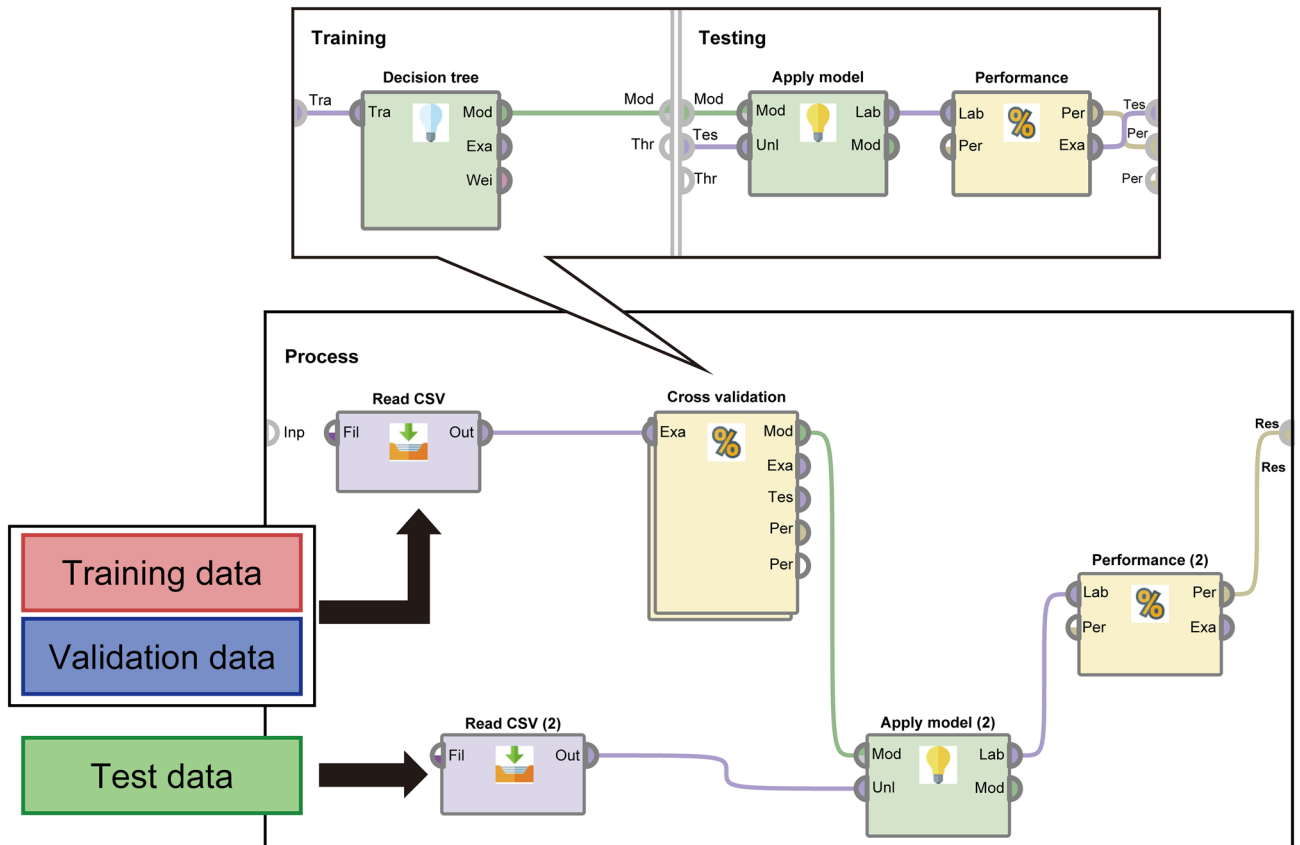 Training
Testing
Decision tree
Apply model
Performance
Tra
Tra
Mod
Mod
Mod
Mod
Lab
Lab
Per
Tes
Exa
Thr
Tes
Unl
Mod
Per
Exa
Per
Wei
Thr
Per
Process
Read CSV
Cross validation
Inp
Fil
Out
Exa
Mod
Res
Exa
Res
Tes
Per
Per
Training data
Validation data
Performance (2)
Lab
Per
Per
Exa
Test data
Read CSV (2)
Fil
Out
Apply model (2)
Mod
Lab
Unl
Mod
%
%
%